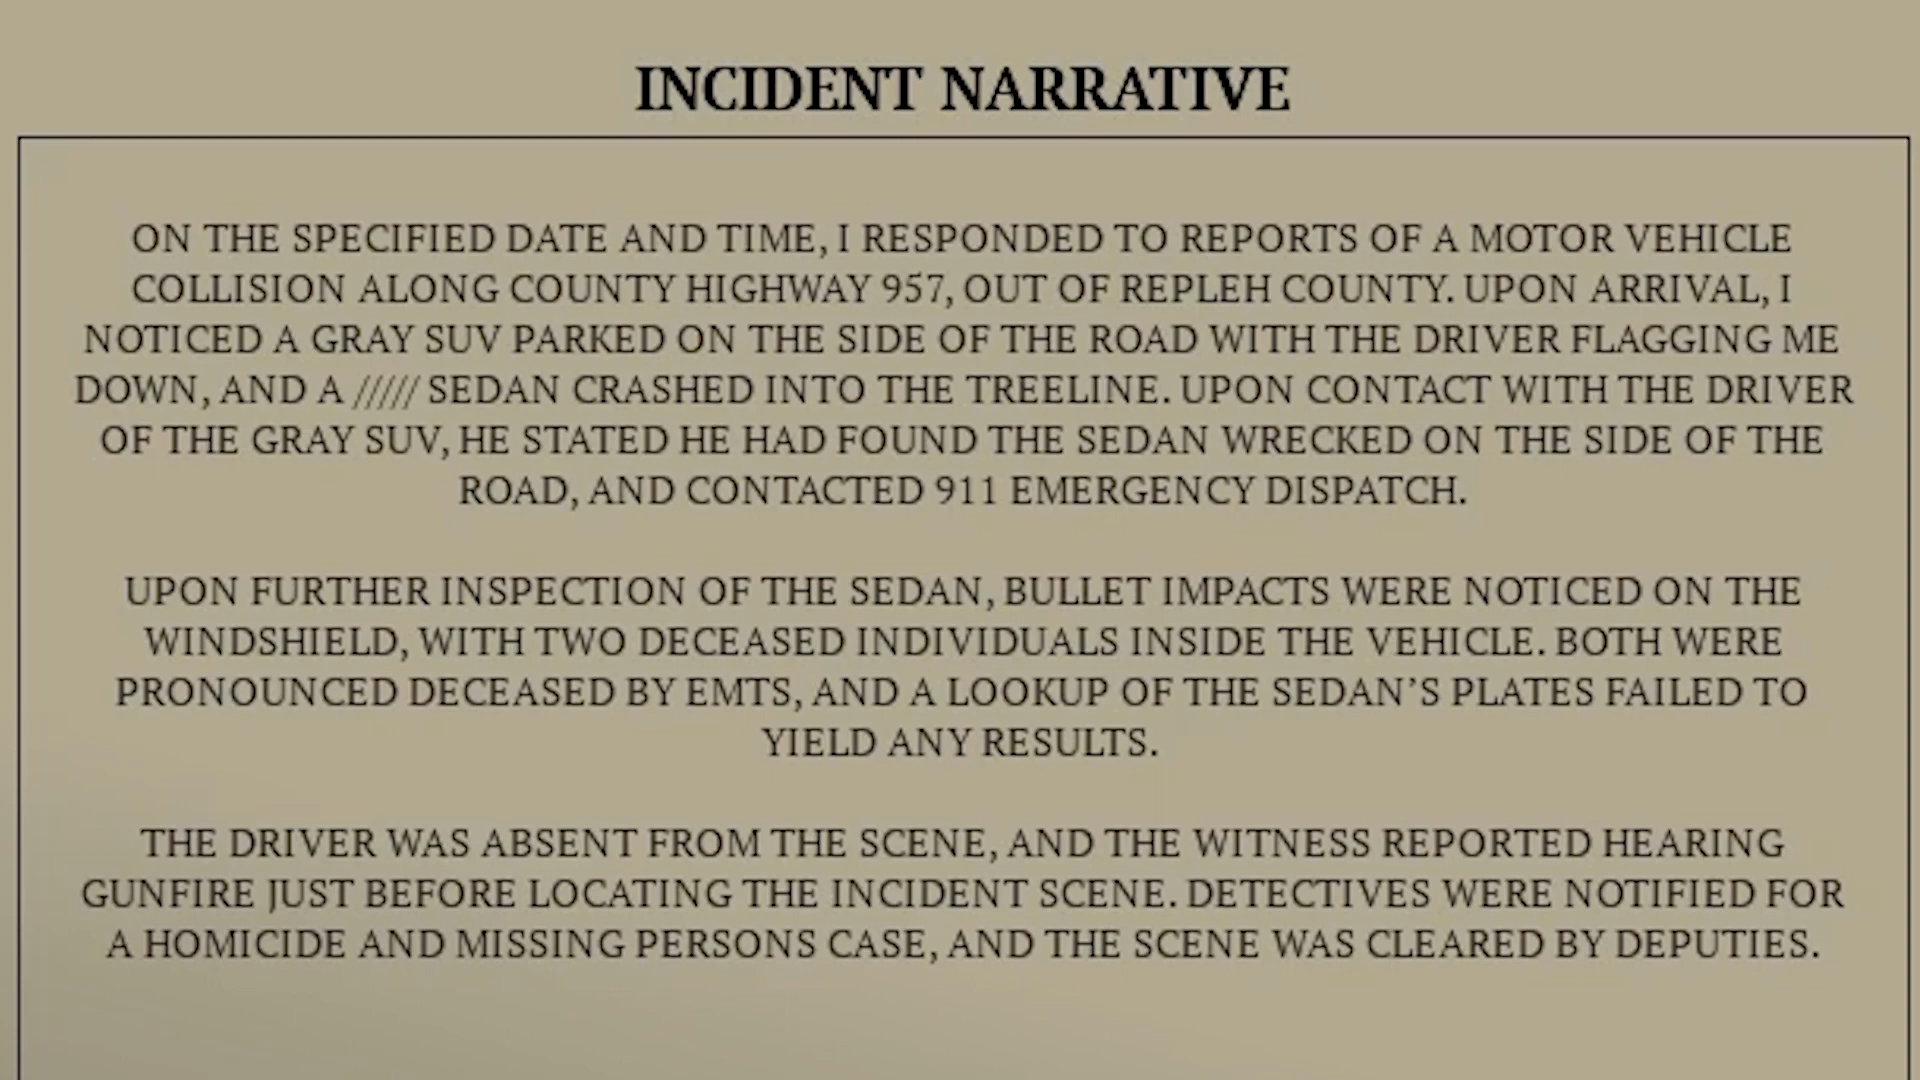 INCIDENT NARRATIVE
ON THE SPECIFIED DATE AND TIME, I RESPONDED TO REPORTS OF A MOTOR VEHICLE
COLLISION ALONG COUNTY HIGHWAY 957, OUT OF REPLEH COUNTY. UPON ARRIVAL, I
NOTICED A GRAY SUV PARKED ON THE SIDE OF THE ROAD WITH THE DRIVER FLAGGING ME
DOWN, AND A ///// SEDAN CRASHED INTO THE TREELINE. UPON CONTACT WITH THE DRIVER
OF THE GRAY SUV, HE STATED HE HAD FOUND THE SEDAN WRECKED ON THE SIDE OF THE
ROAD, AND CONTACTED 911 EMERGENCY DISPATCH.
UPON FURTHER INSPECTION OF THE SEDAN, BULLET IMPACTS WERE NOTICED ON THE
WINDSHIELD, WITH TWO DECEASED INDIVIDUALS INSIDE THE VEHICLE. BOTH WERE
PRONOUNCED DECEASED BY EMTS, AND A LOOKUP OF THE SEDAN’S PLATES FAILED TO
YIELD ANY RESULTS.
THE DRIVER WAS ABSENT FROM THE SCENE, AND THE WITNESS REPORTED HEARING
GUNFIRE JUST BEFORE LOCATING THE INCIDENT SCENE. DETECTIVES WERE NOTIFIED FOR
A HOMICIDE AND MISSING PERSONS CASE, AND THE SCENE WAS CLEARED BY DEPUTIES.